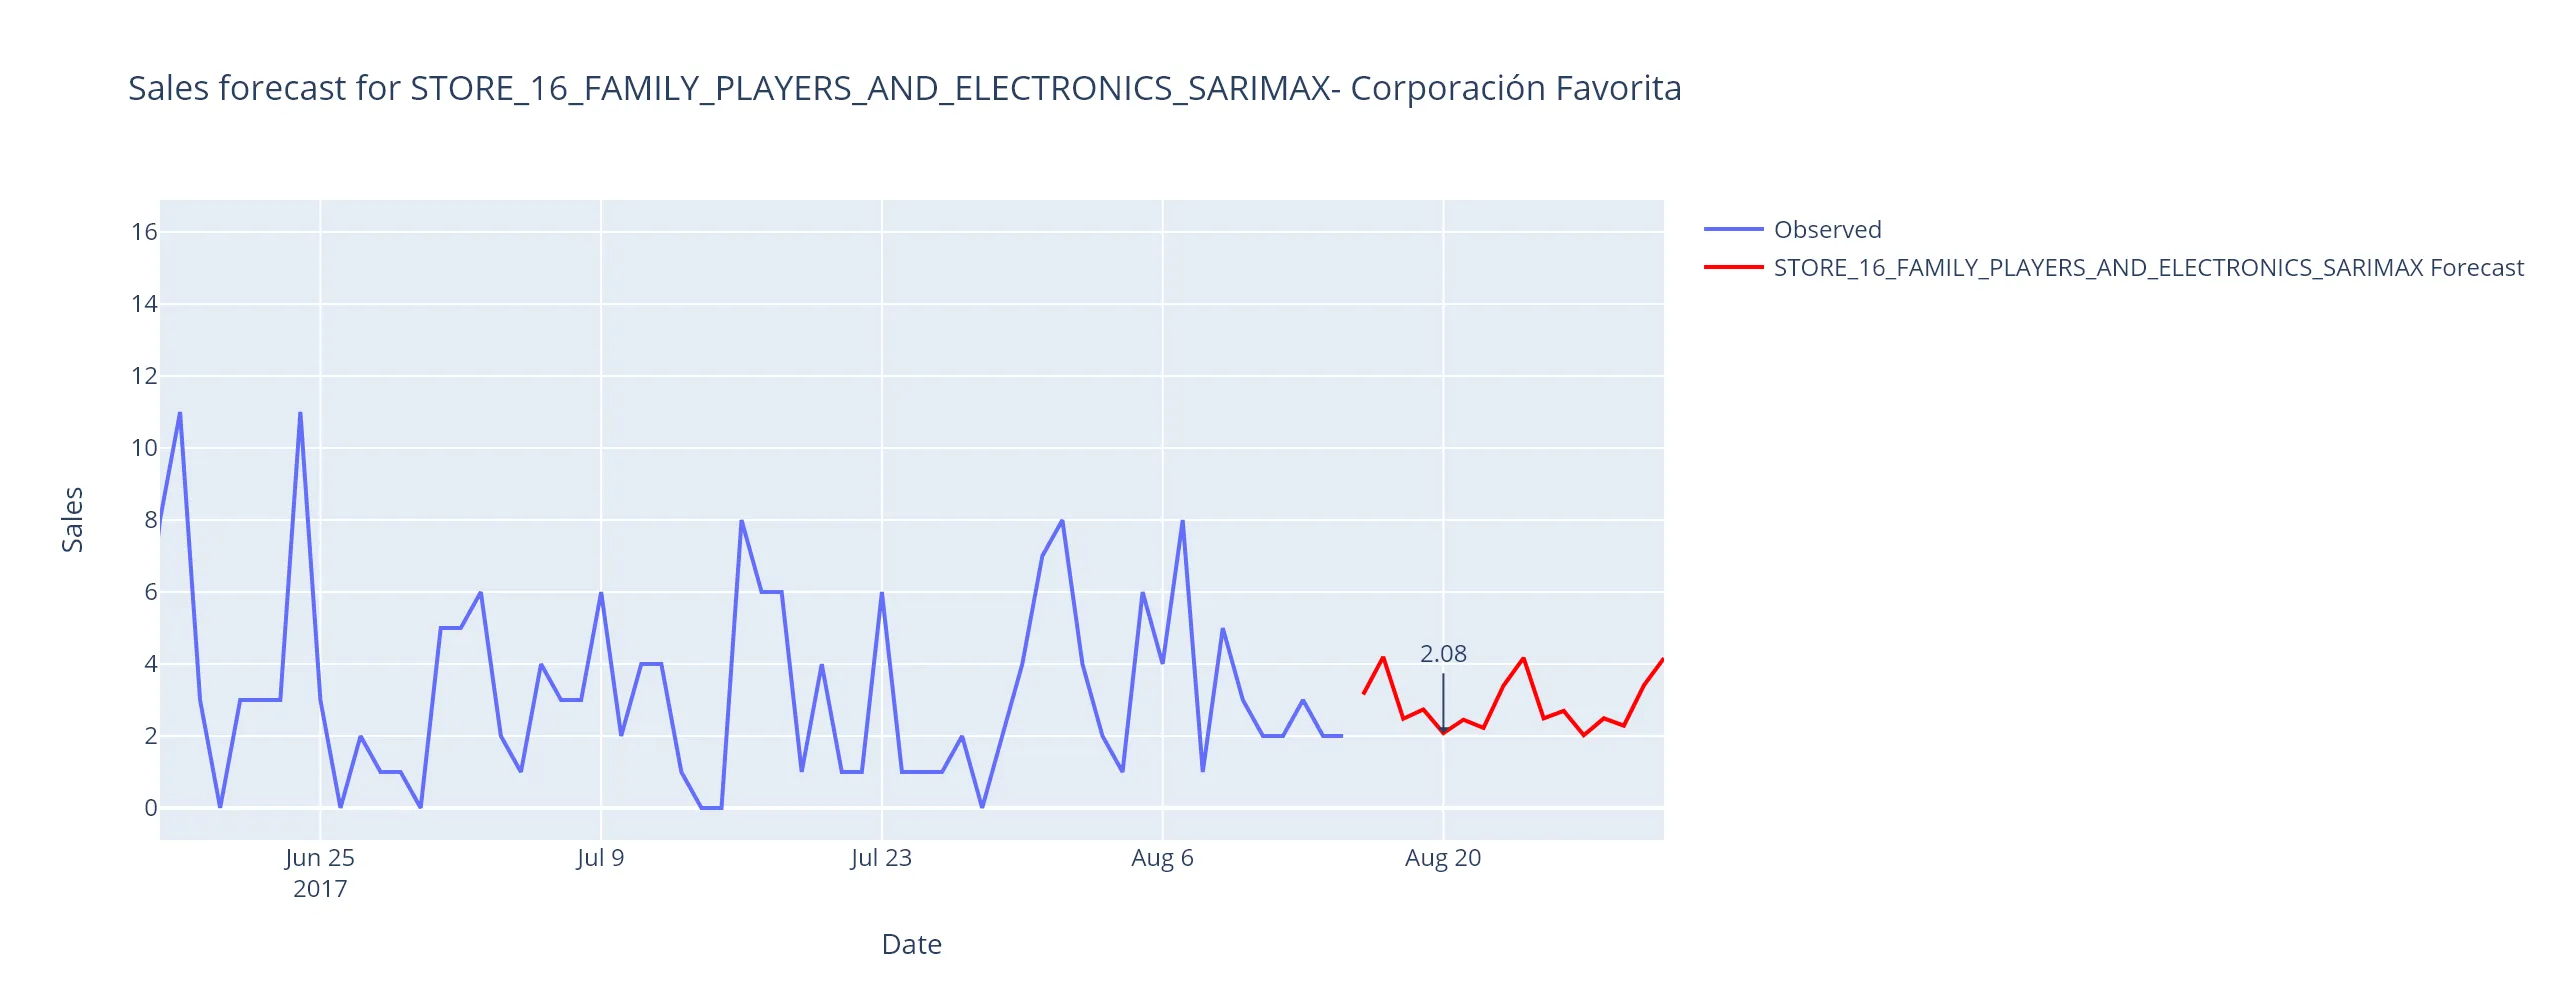 Sales forecast for STORE_16_FAMILY_PLAYERS_AND_ELECTRONICS_SARIMAX- Corporación Favorita
Observed
STORE_16_FAMILY_PLAYERS_AND_ELECTRONICS_SARIMAX Forecast
16
14
12
10
8
6
4
2
0
Sales
2.08
Jun 25
2017
Jul 9
Jul 23
Aug 6
Aug 20
Date